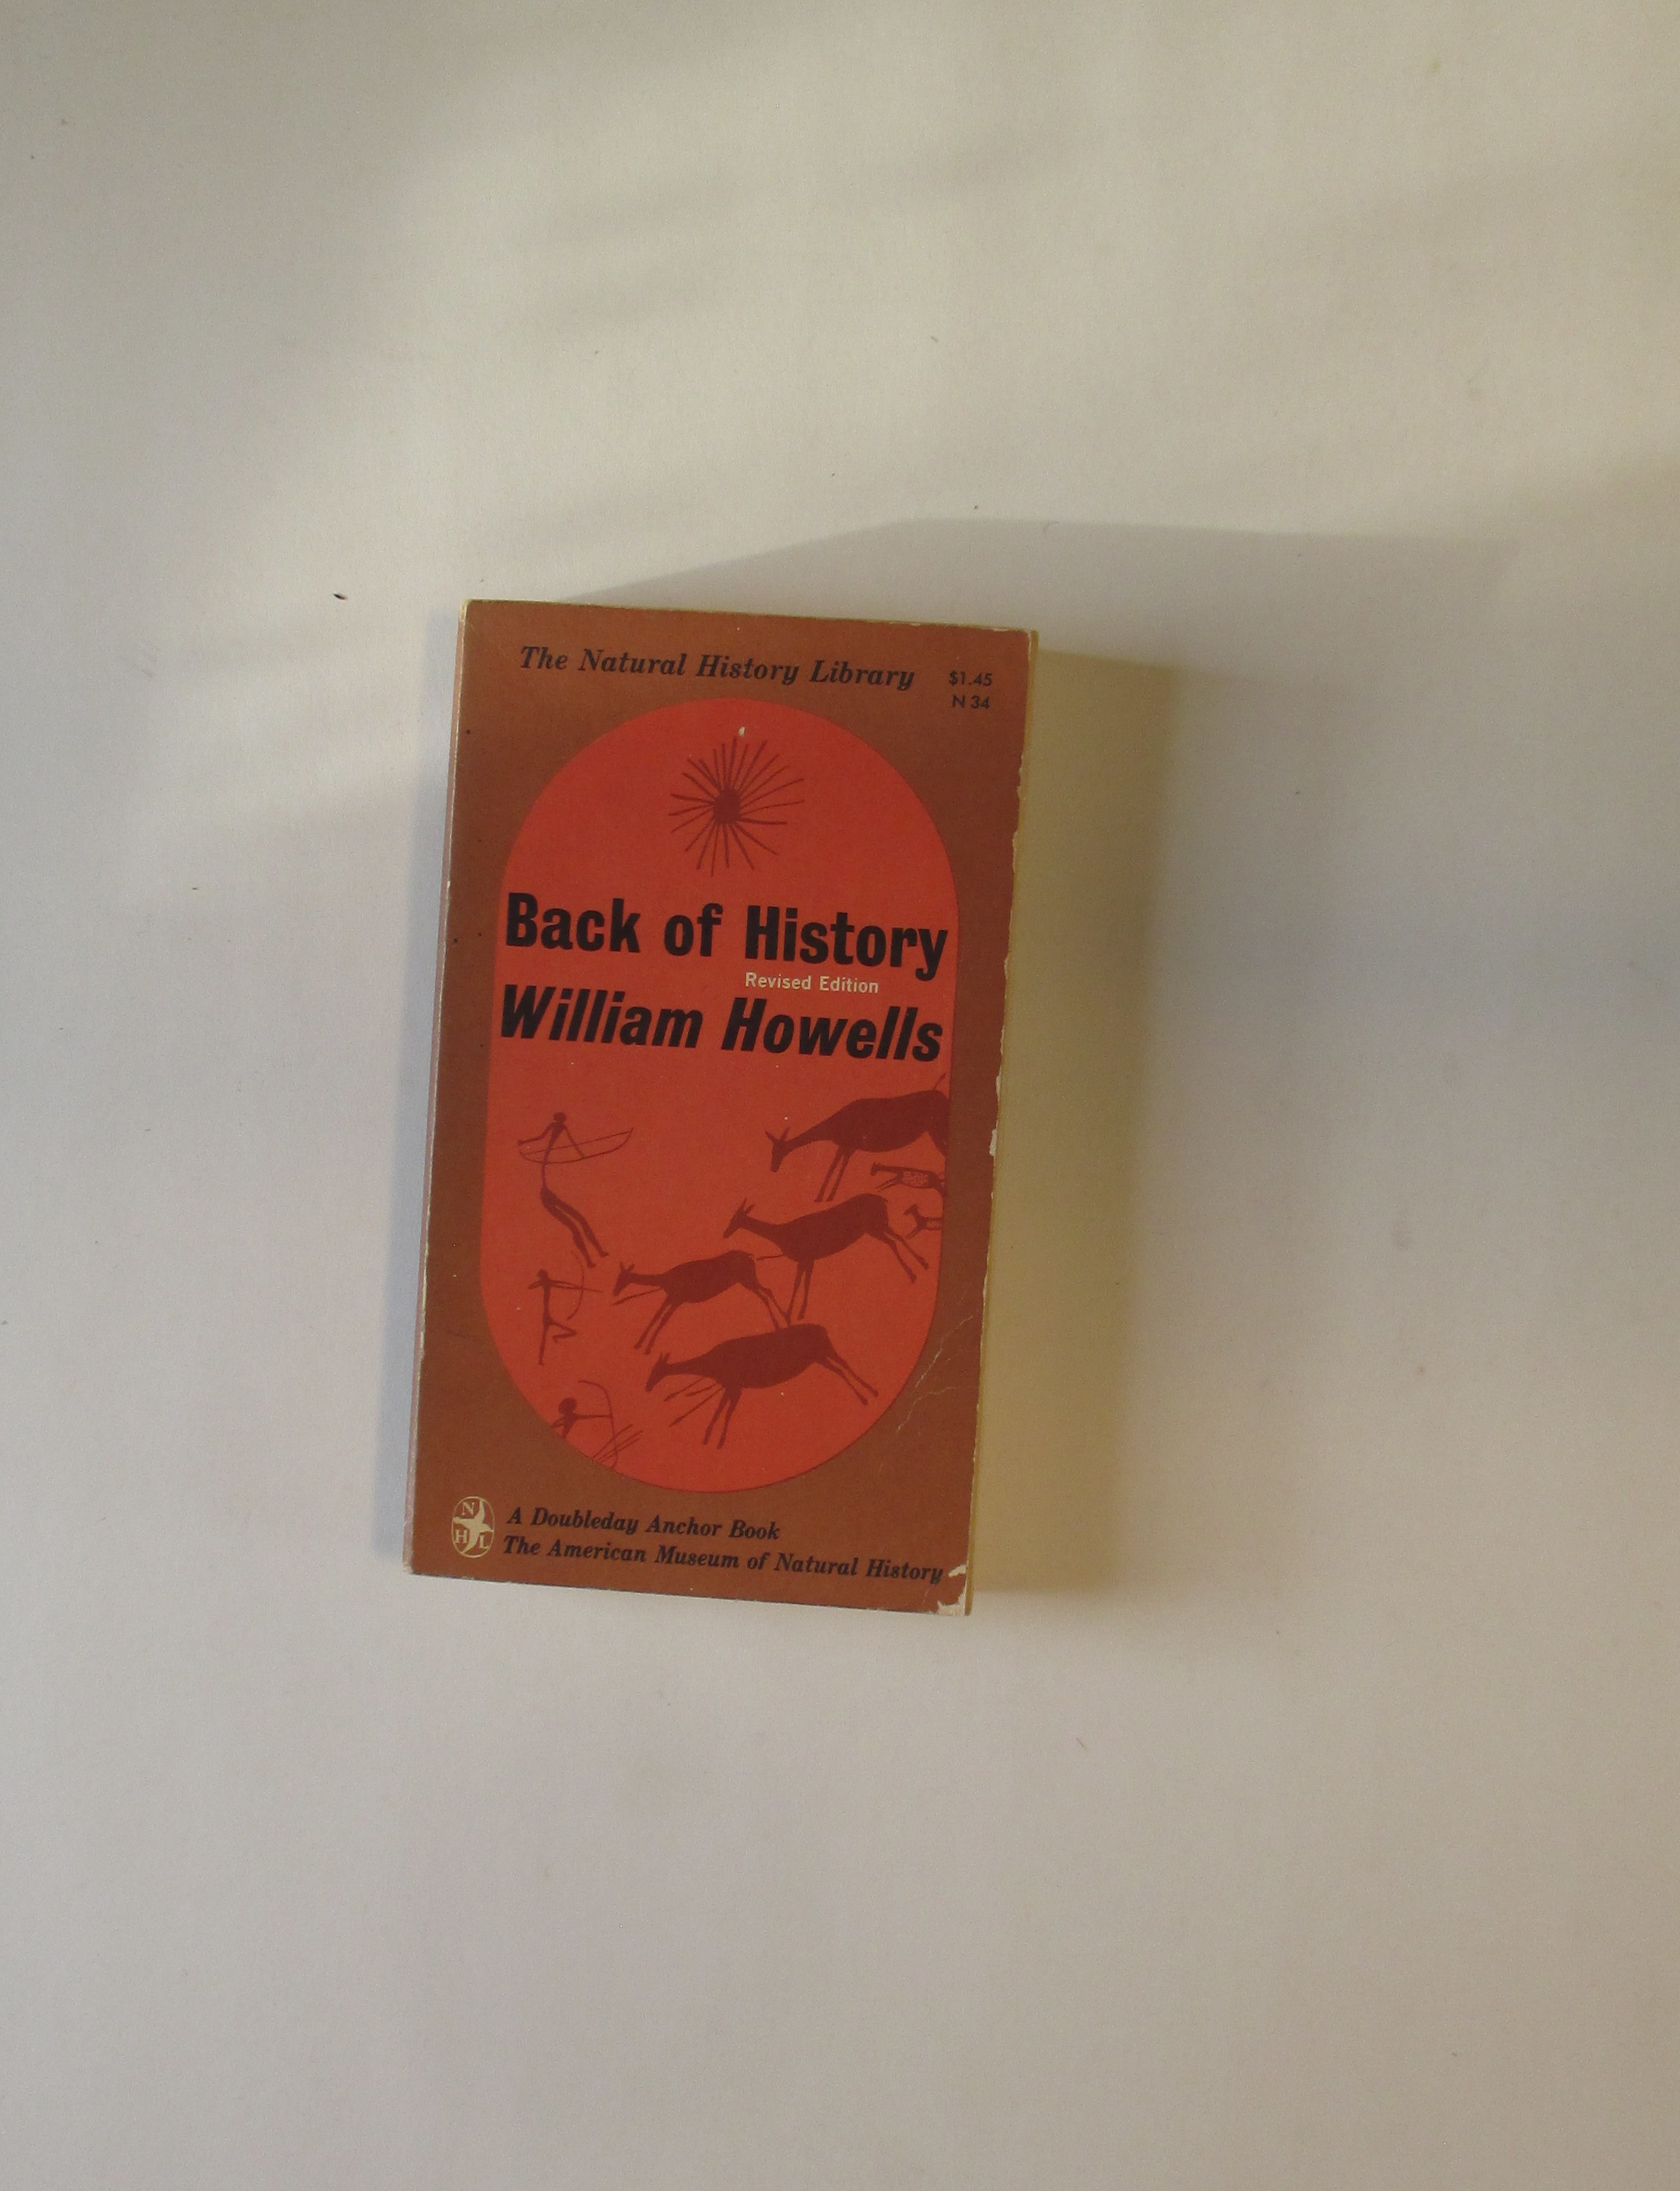 The Natural History Library
$1.45
N 34
Back of History
Revised Edition
William Howells
N
H L
A Doubleday Anchor Book
The American Museum of Natural History